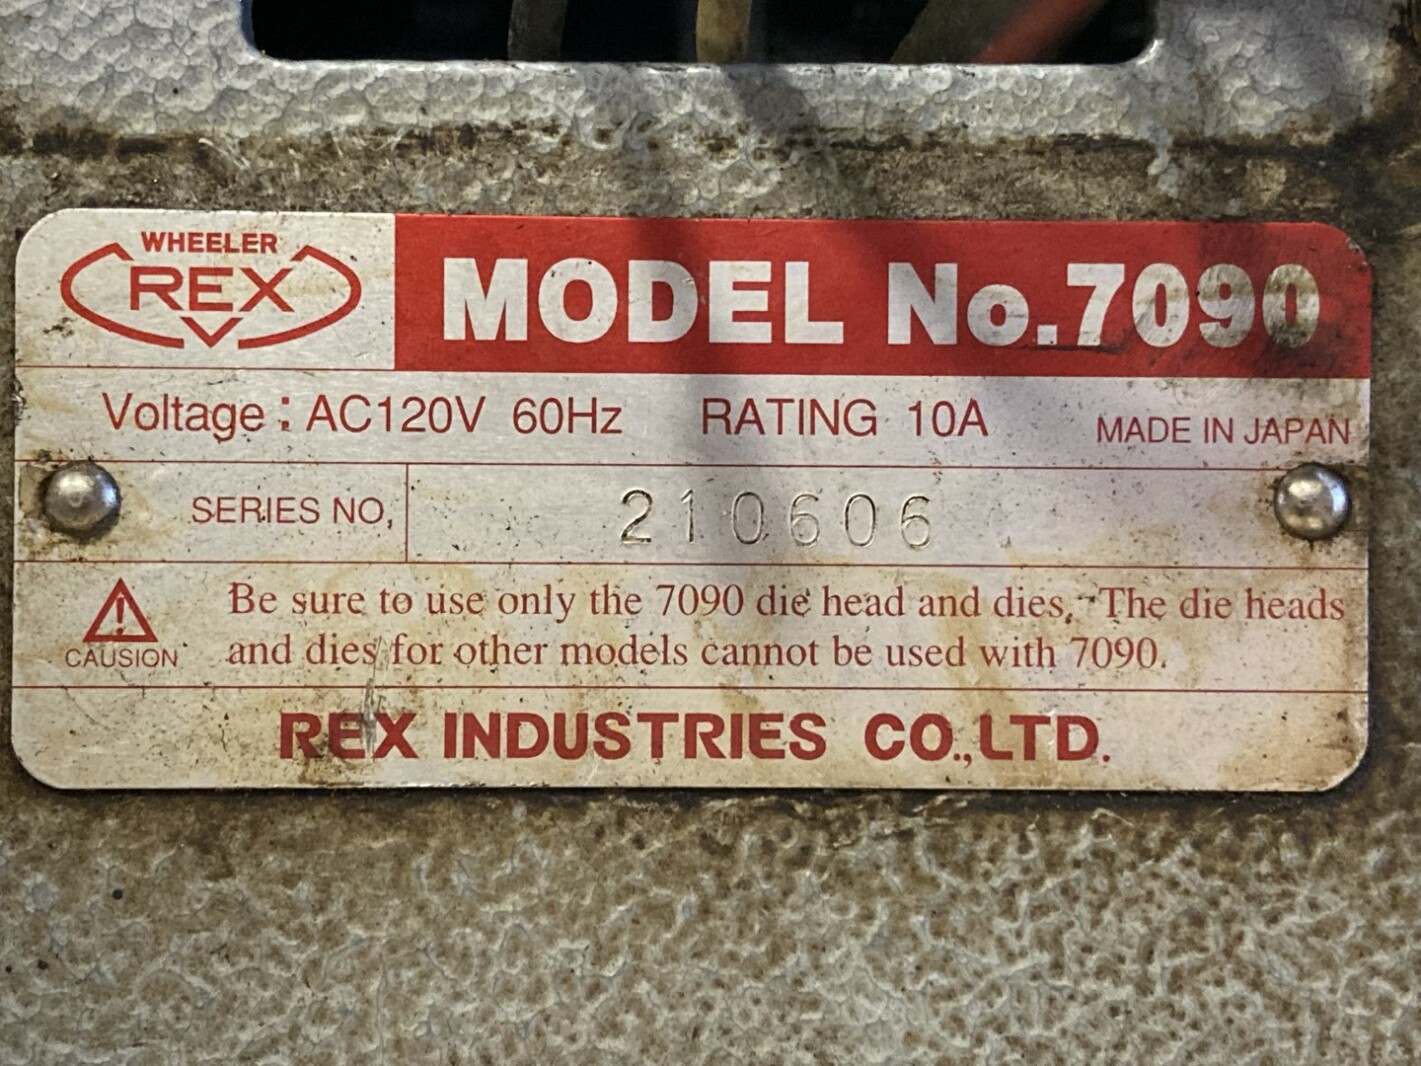 WHEELER
REX
MODEL No.7090
Voltage : AC120V 60Hz RATING 10A MADE IN JAPAN
SERIES NO, 210606
Be sure to use only the 7090 die head and dies. The die heads
CAUSION and dies for other models cannot be used with 7090.
REX INDUSTRIES CO.,LTD.